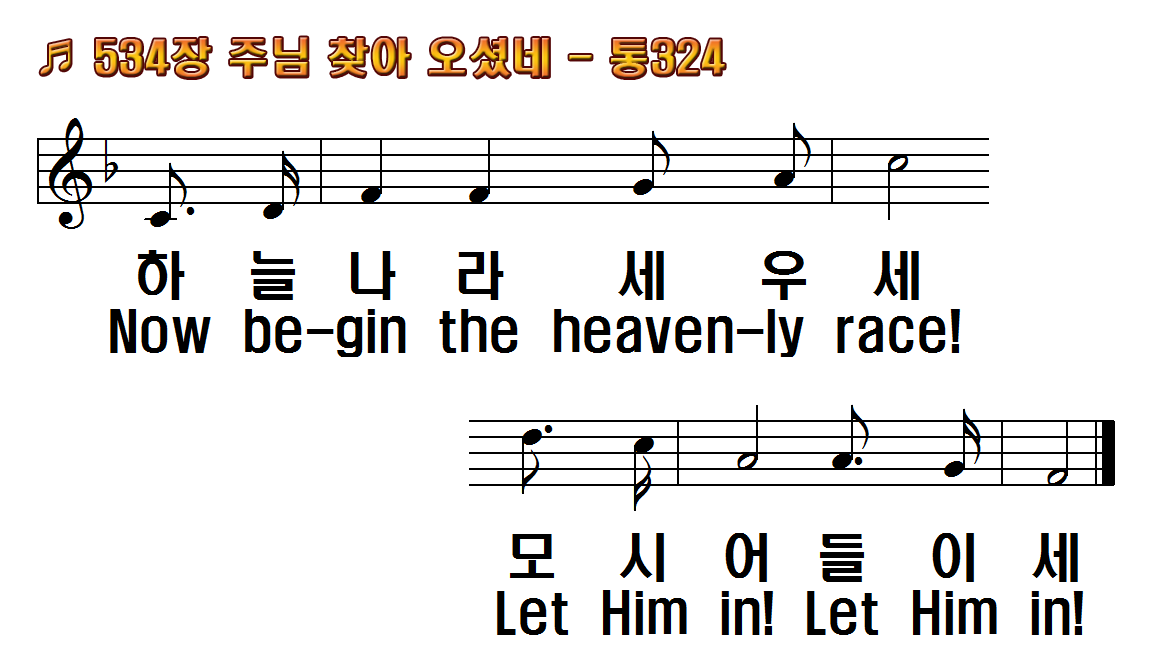 ♬ 534장 주님 찾아 오셨네 - 통324
하 늘 나 라 세 우 세
Now be-gin the heaven-ly race!
모 시 어 들 이 세
Let Him in! Let Him in!